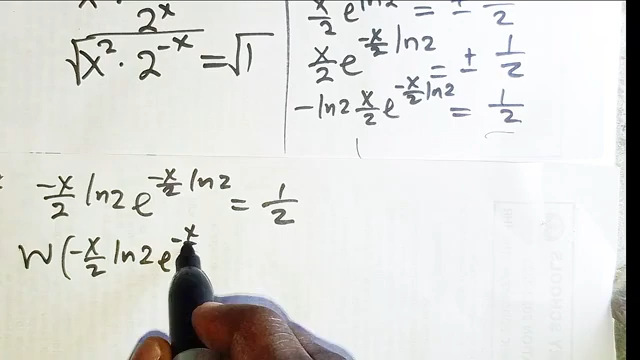 2^x
√(x² · 2^(-x)) = √1
x/2 e^(ln2) = ± 1/2
x/2 e^(-x/2 ln2) = ± 1/2
-ln2 x/2 e^(-x/2 ln2) = 1/2
-x/2 ln2 e^(-x/2 ln2) = 1/2
W(-x/2 ln2 e^(-x